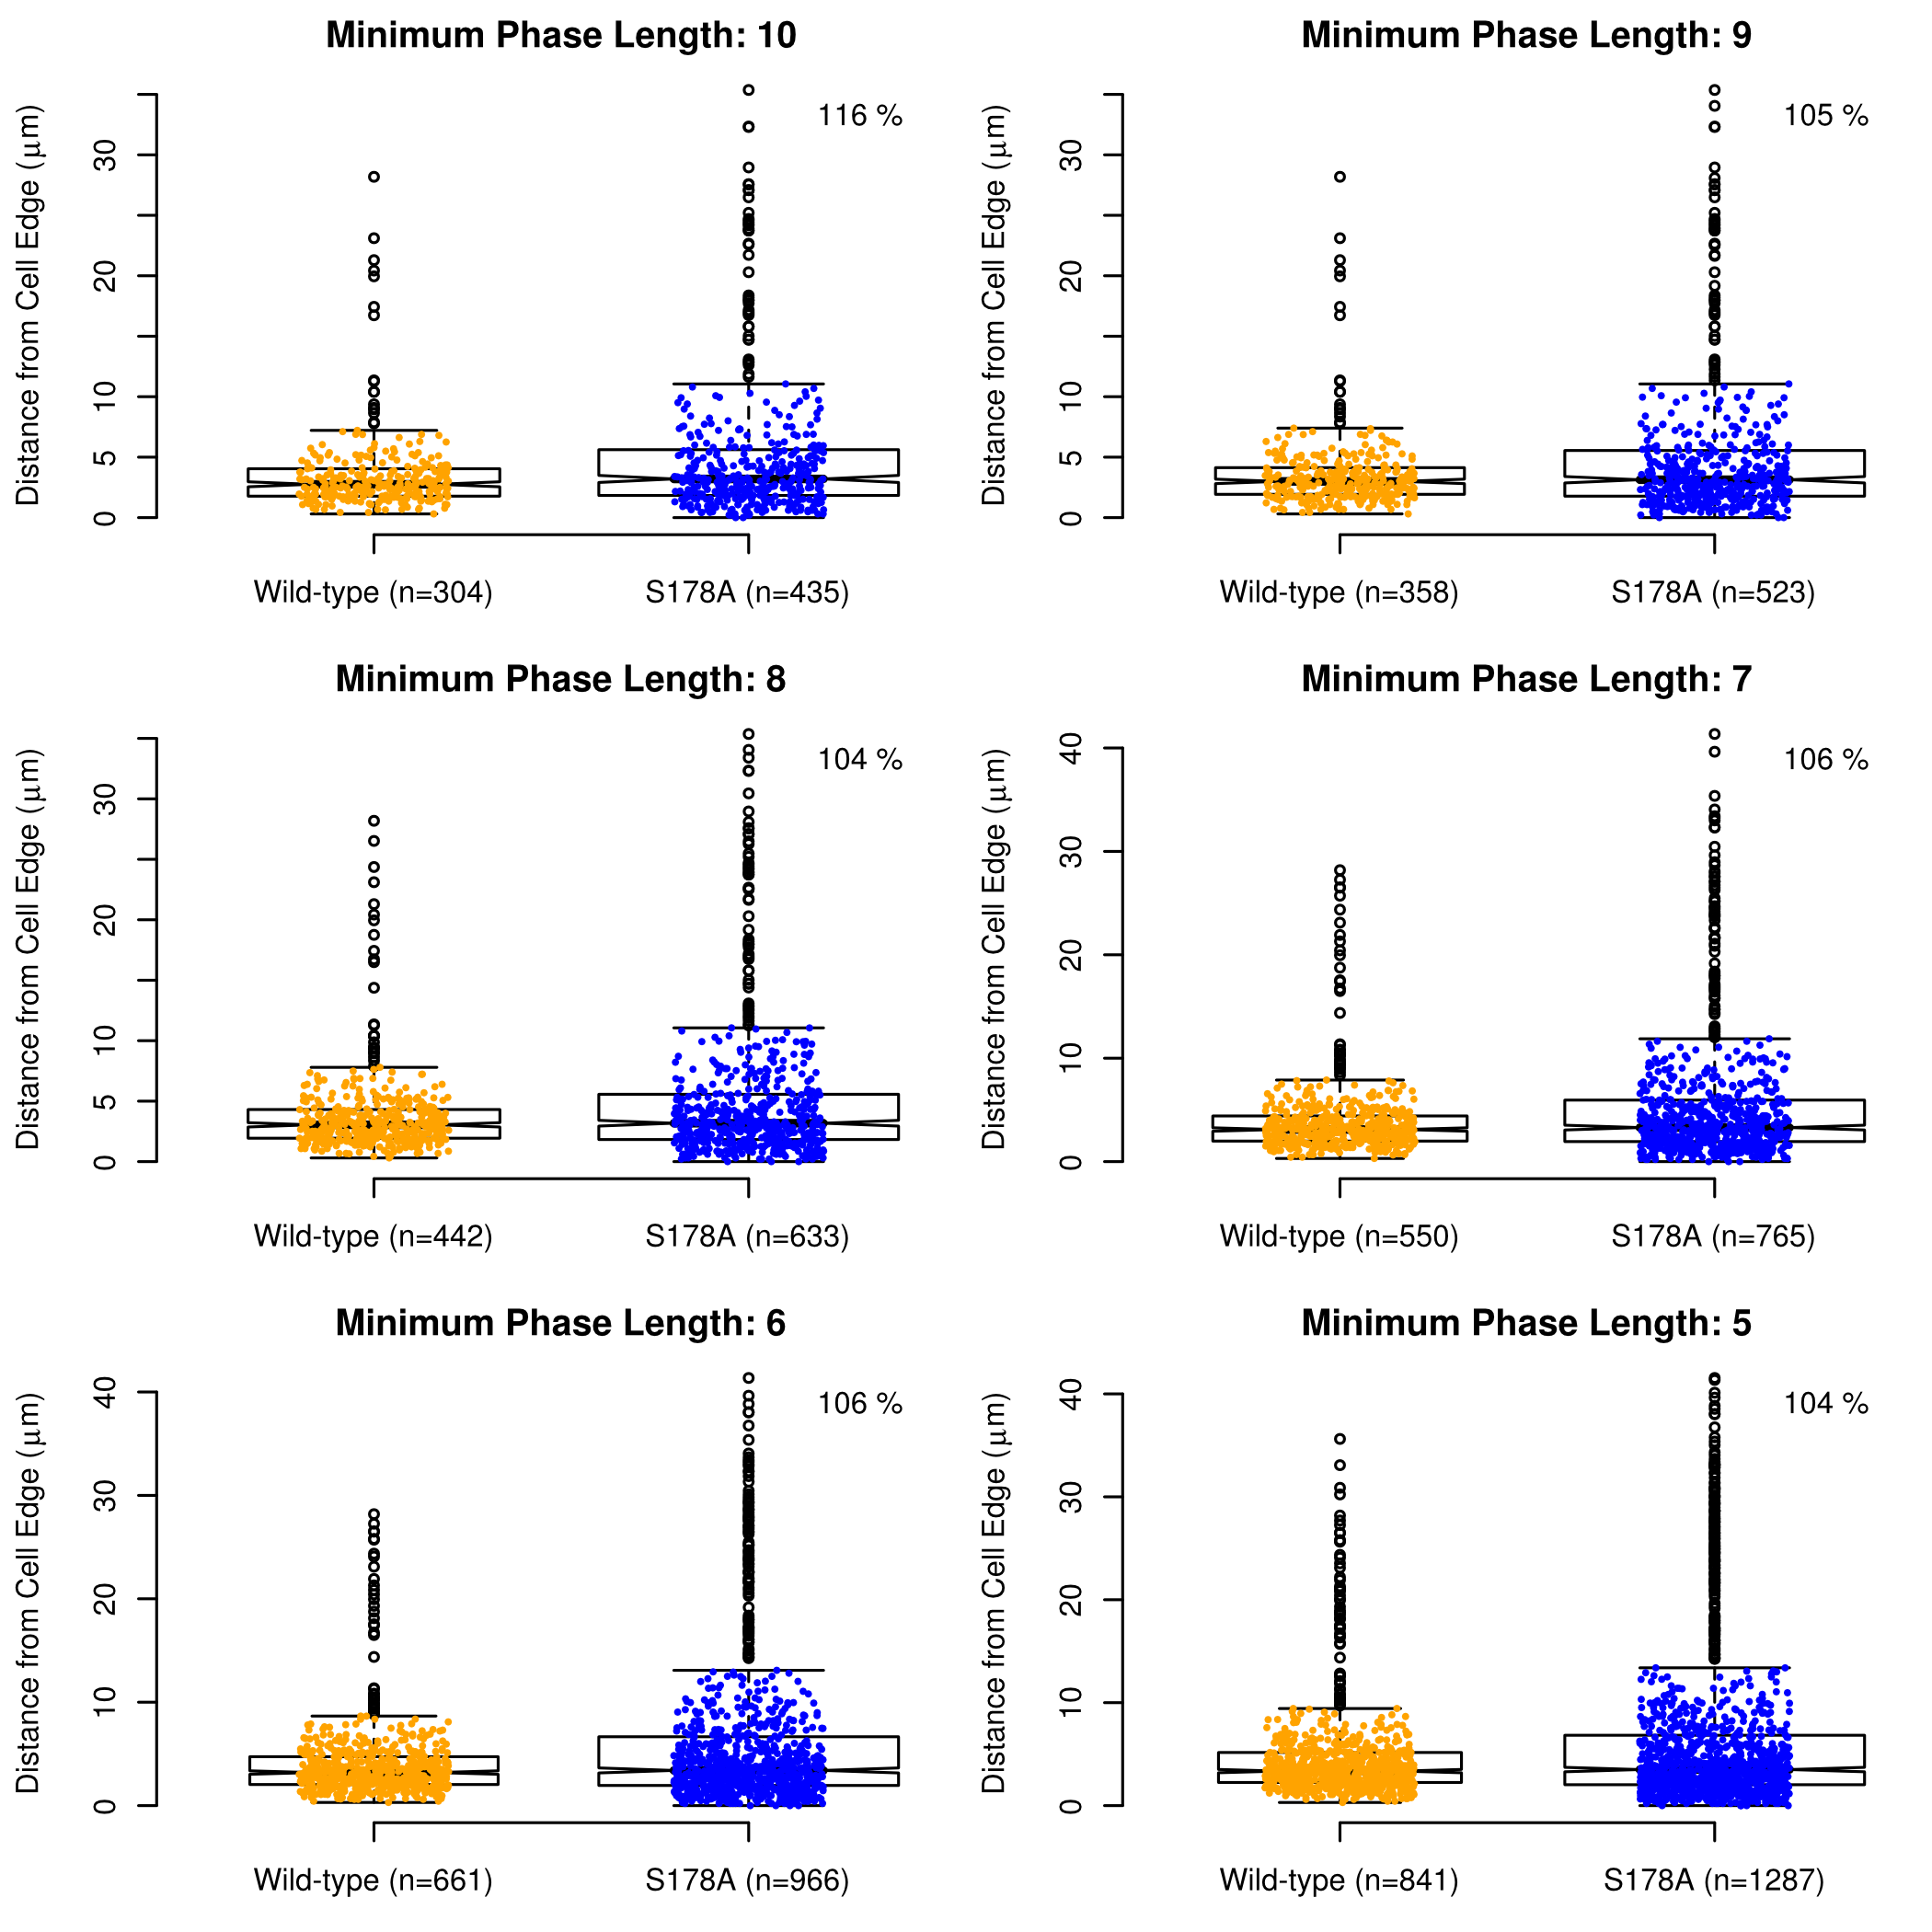 Minimum Phase Length: 10
Distance from Cell Edge (μm)
0 5 10 20 30
116 %
Wild-type (n=304) S178A (n=435)
Minimum Phase Length: 9
Distance from Cell Edge (μm)
0 5 10 20 30
105 %
Wild-type (n=358) S178A (n=523)
Minimum Phase Length: 8
Distance from Cell Edge (μm)
0 5 10 20 30
104 %
Wild-type (n=442) S178A (n=633)
Minimum Phase Length: 7
Distance from Cell Edge (μm)
0 10 20 30 40
106 %
Wild-type (n=550) S178A (n=765)
Minimum Phase Length: 6
Distance from Cell Edge (μm)
0 10 20 30 40
106 %
Wild-type (n=661) S178A (n=966)
Minimum Phase Length: 5
Distance from Cell Edge (μm)
0 10 20 30 40
104 %
Wild-type (n=841) S178A (n=1287)